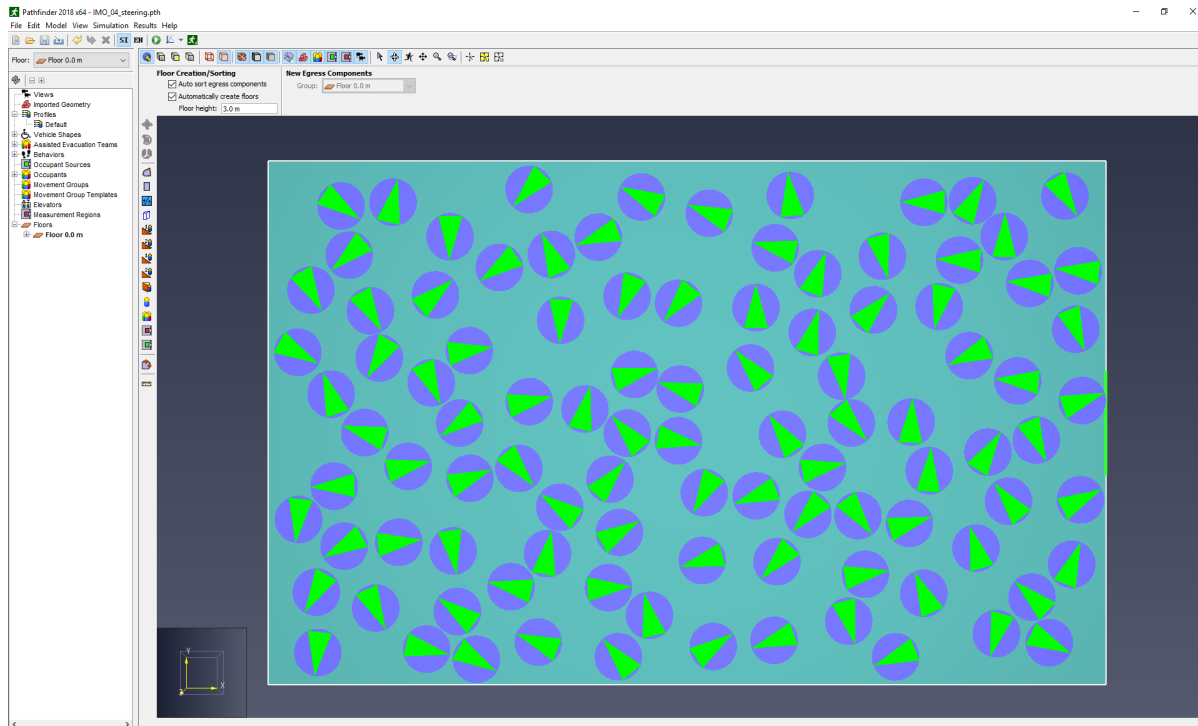 Pathfinder 2018 x64 - IMO_04_steering.pth
File Edit Model View Simulation Results Help
SI EN
Floor: Floor 0.0 m
Floor Creation/Sorting
Auto sort egress components
Automatically create floors
Floor height: 3.0 m
New Egress Components
Group: Floor 0.0 m
Views
Imported Geometry
Profiles
Default
Vehicle Shapes
Assisted Evacuation Teams
Behaviors
Occupant Sources
Occupants
Movement Groups
Movement Group Templates
Elevators
Measurement Regions
Floors
Floor 0.0 m
Y
X